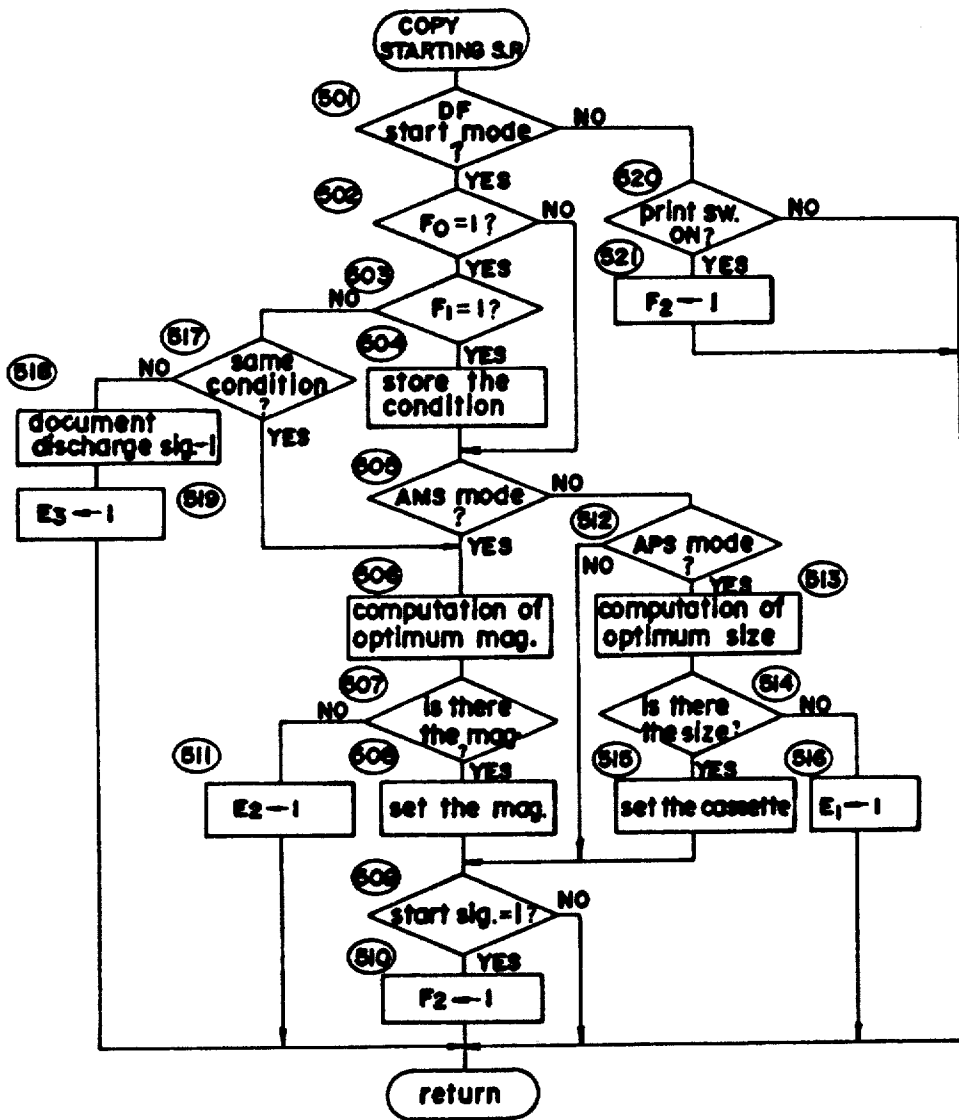 COPY
STARTING S.R
501
DF
start mode
?
NO
YES
502
F0=1?
NO
520
print sw.
ON?
NO
YES
521
F2←1
YES
503
F1=1?
NO
YES
504
store the
condition
517
same
condition
?
NO
YES
518
document
discharge sig-1
519
E3←1
505
AMS mode
?
NO
YES
512
APS mode
?
NO
YES
506
computation of
optimum mag.
513
computation of
optimum size
507
is there
the mag
?
NO
YES
514
is there
the size?
NO
YES
511
E2←1
508
set the mag.
515
set the cassette
516
E1←1
509
start sig.=1?
NO
YES
510
F2←1
return